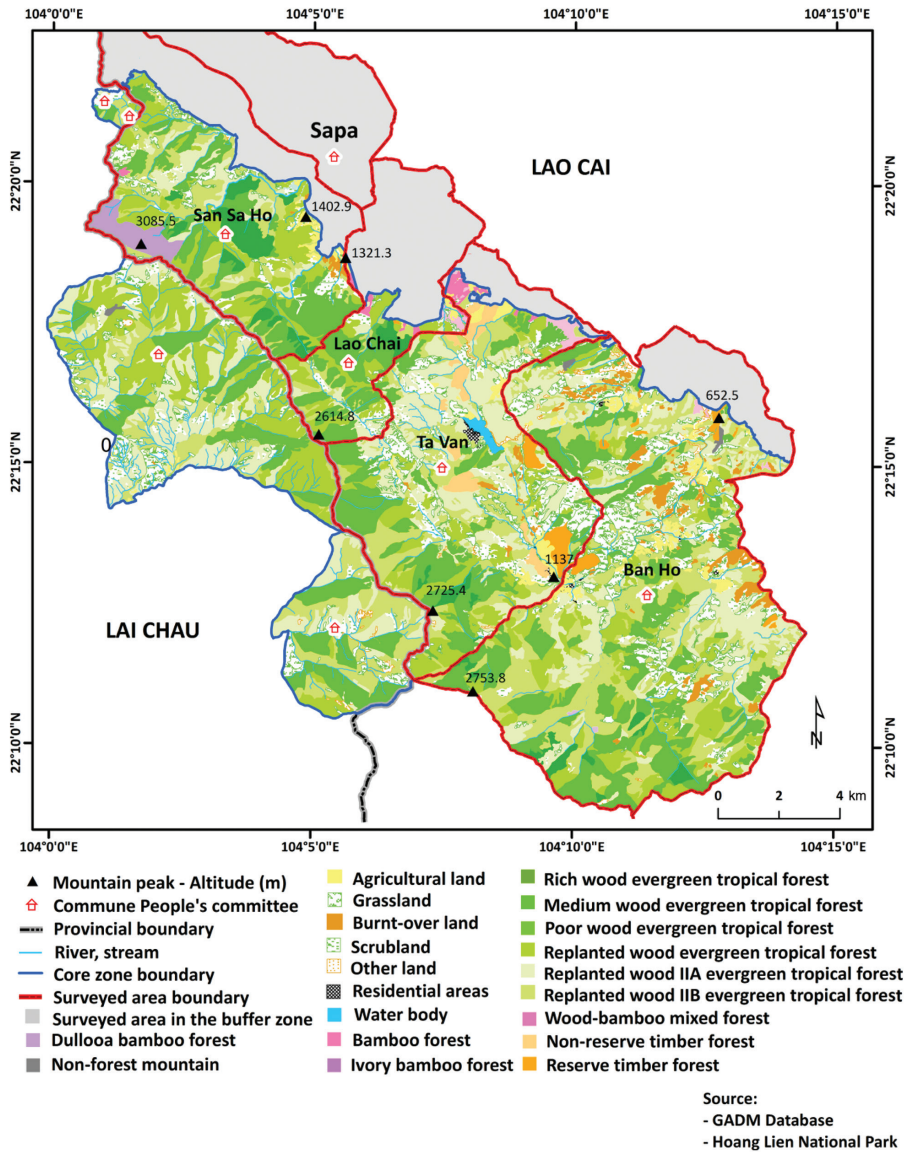 104°0'0"E 104°5'0"E 104°10'0"E 104°15'0"E
22°20'0"N
22°15'0"N
22°10'0"N
Sapa
LAO CAI
22°20'0"N
1402.9
3085.5
San Sa Ho
1321.3
Lao Chai
652.5
2614.8
Ta Van
0
22°15'0"N
1137
Ban Ho
2725.4
LAI CHAU
2753.8
N
22°10'0"N
0 2 4 km
104°0'0"E 104°5'0"E 104°10'0"E 104°15'0"E
Mountain peak - Altitude (m)
Commune People's committee
Provincial boundary
River, stream
Core zone boundary
Surveyed area boundary
Surveyed area in the buffer zone
Dullooa bamboo forest
Non-forest mountain
Agricultural land
Grassland
Burnt-over land
Scrubland
Other land
Residential areas
Water body
Bamboo forest
Ivory bamboo forest
Rich wood evergreen tropical forest
Medium wood evergreen tropical forest
Poor wood evergreen tropical forest
Replanted wood evergreen tropical forest
Replanted wood IIA evergreen tropical forest
Replanted wood IIB evergreen tropical forest
Wood-bamboo mixed forest
Non-reserve timber forest
Reserve timber forest
Source:
- GADM Database
- Hoang Lien National Park